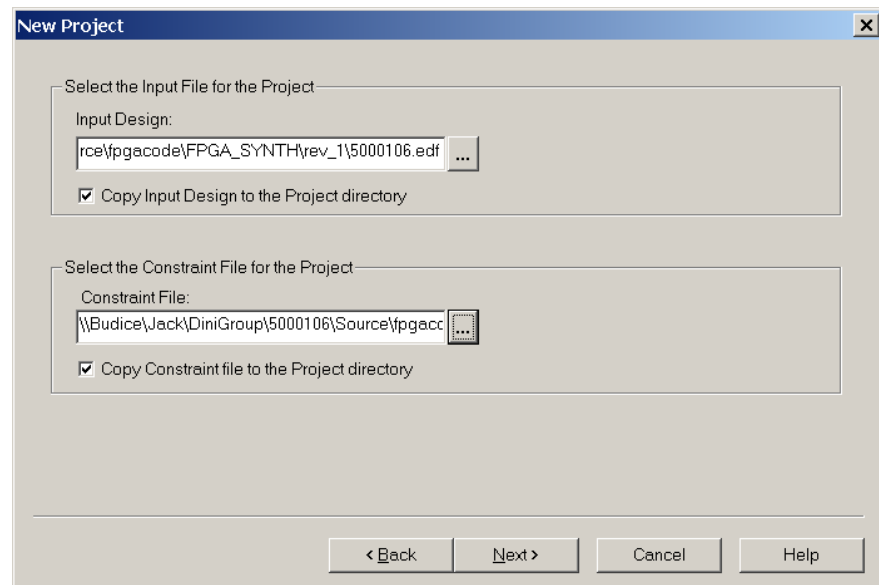 New Project
Select the Input File for the Project
Input Design:
rce\fpgacode\FPGA_SYNTH\rev_1\5000106.edf
...
Copy Input Design to the Project directory
Select the Constraint File for the Project
Constraint File:
\\Budice\Jack\DiniGroup\5000106\Source\fpgacc
...
Copy Constraint file to the Project directory
< Back
Next >
Cancel
Help